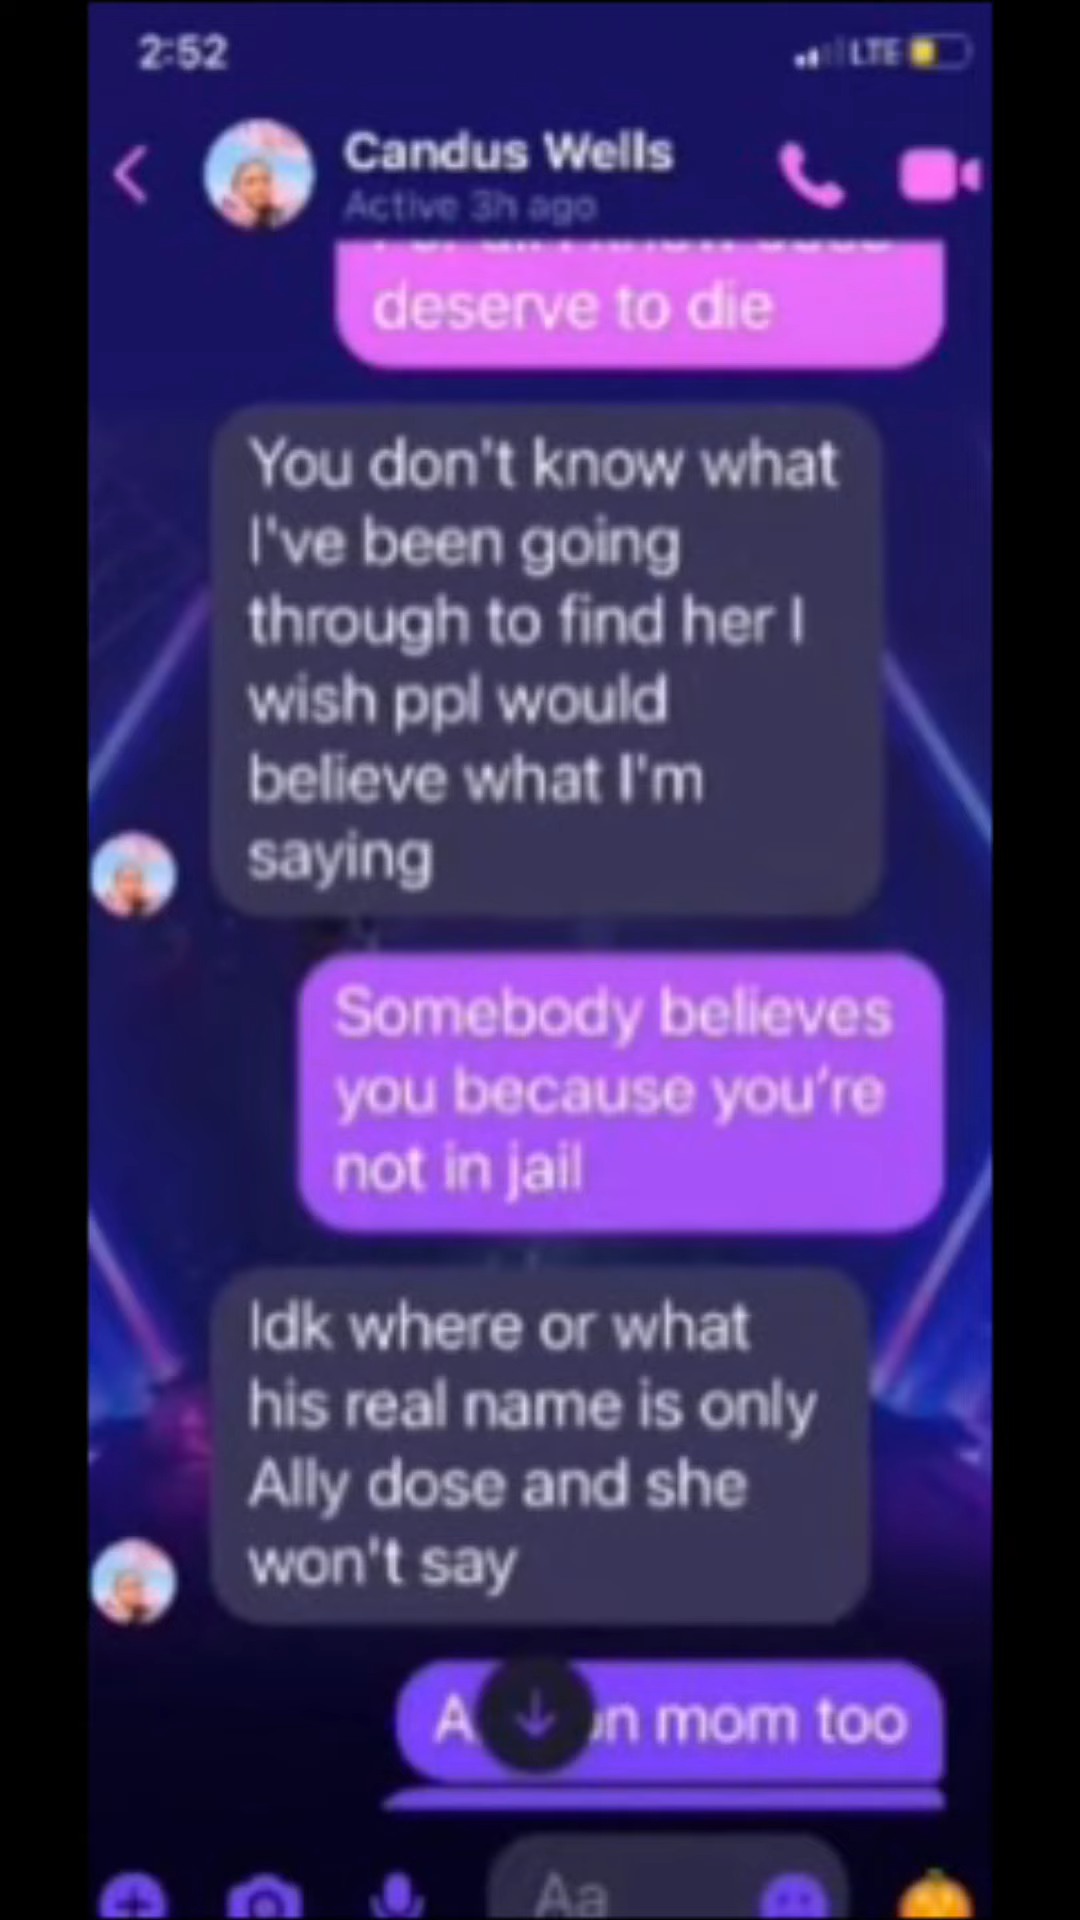 2:52
LTE
Candus Wells
Active 3h ago
deserve to die
You don't know what
I've been going
through to find her I
wish ppl would
believe what I'm
saying
Somebody believes
you because you're
not in jail
Idk where or what
his real name is only
Ally dose and she
won't say
mom too
Aa